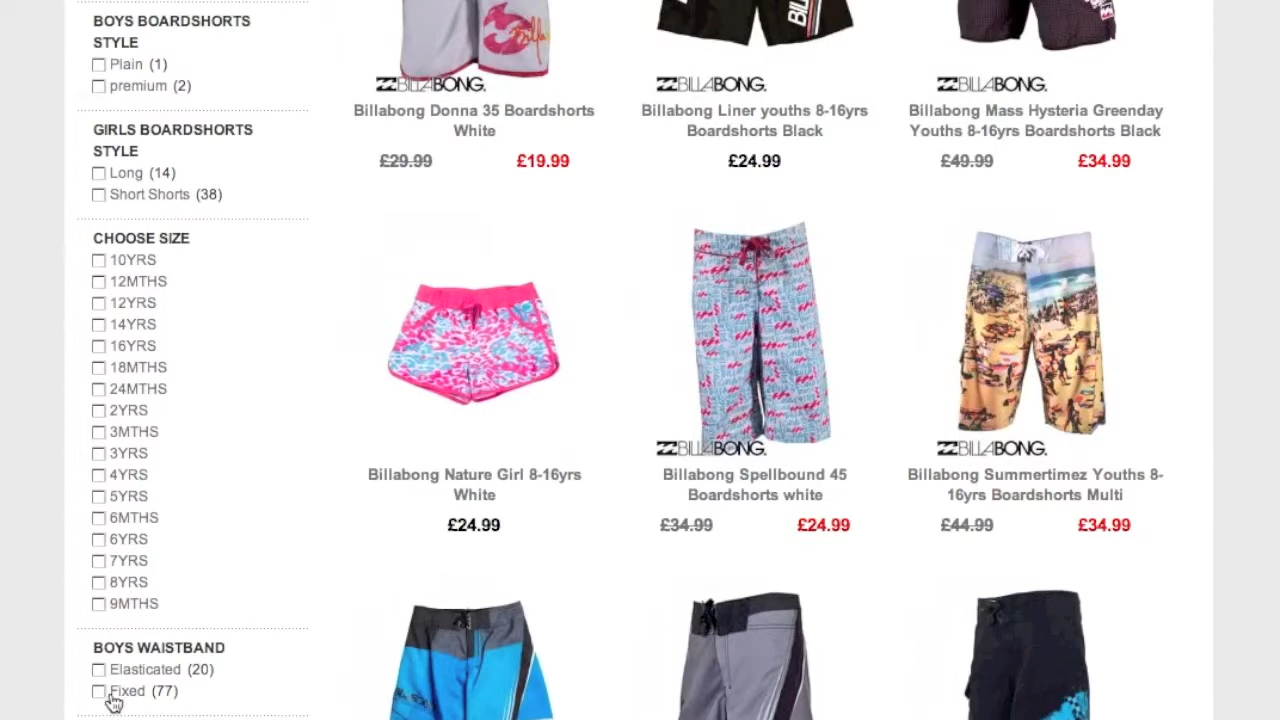 BOYS BOARDSHORTS
STYLE
Plain (1)
premium (2)
GIRLS BOARDSHORTS
STYLE
Long (14)
Short Shorts (38)
CHOOSE SIZE
10YRS
12MTHS
12YRS
14YRS
16YRS
18MTHS
24MTHS
2YRS
3MTHS
3YRS
4YRS
5YRS
6MTHS
6YRS
7YRS
8YRS
9MTHS
BOYS WAISTBAND
Elasticated (20)
Fixed (77)
BILLABONG.
Billabong Donna 35 Boardshorts
White
£29.99 £19.99
BILLABONG.
Billabong Liner youths 8-16yrs
Boardshorts Black
£24.99
BILLABONG.
Billabong Mass Hysteria Greenday
Youths 8-16yrs Boardshorts Black
£49.99 £34.99
Billabong Nature Girl 8-16yrs
White
£24.99
BILLABONG.
Billabong Spellbound 45
Boardshorts white
£34.99 £24.99
BILLABONG.
Billabong Summertimez Youths 8-
16yrs Boardshorts Multi
£44.99 £34.99